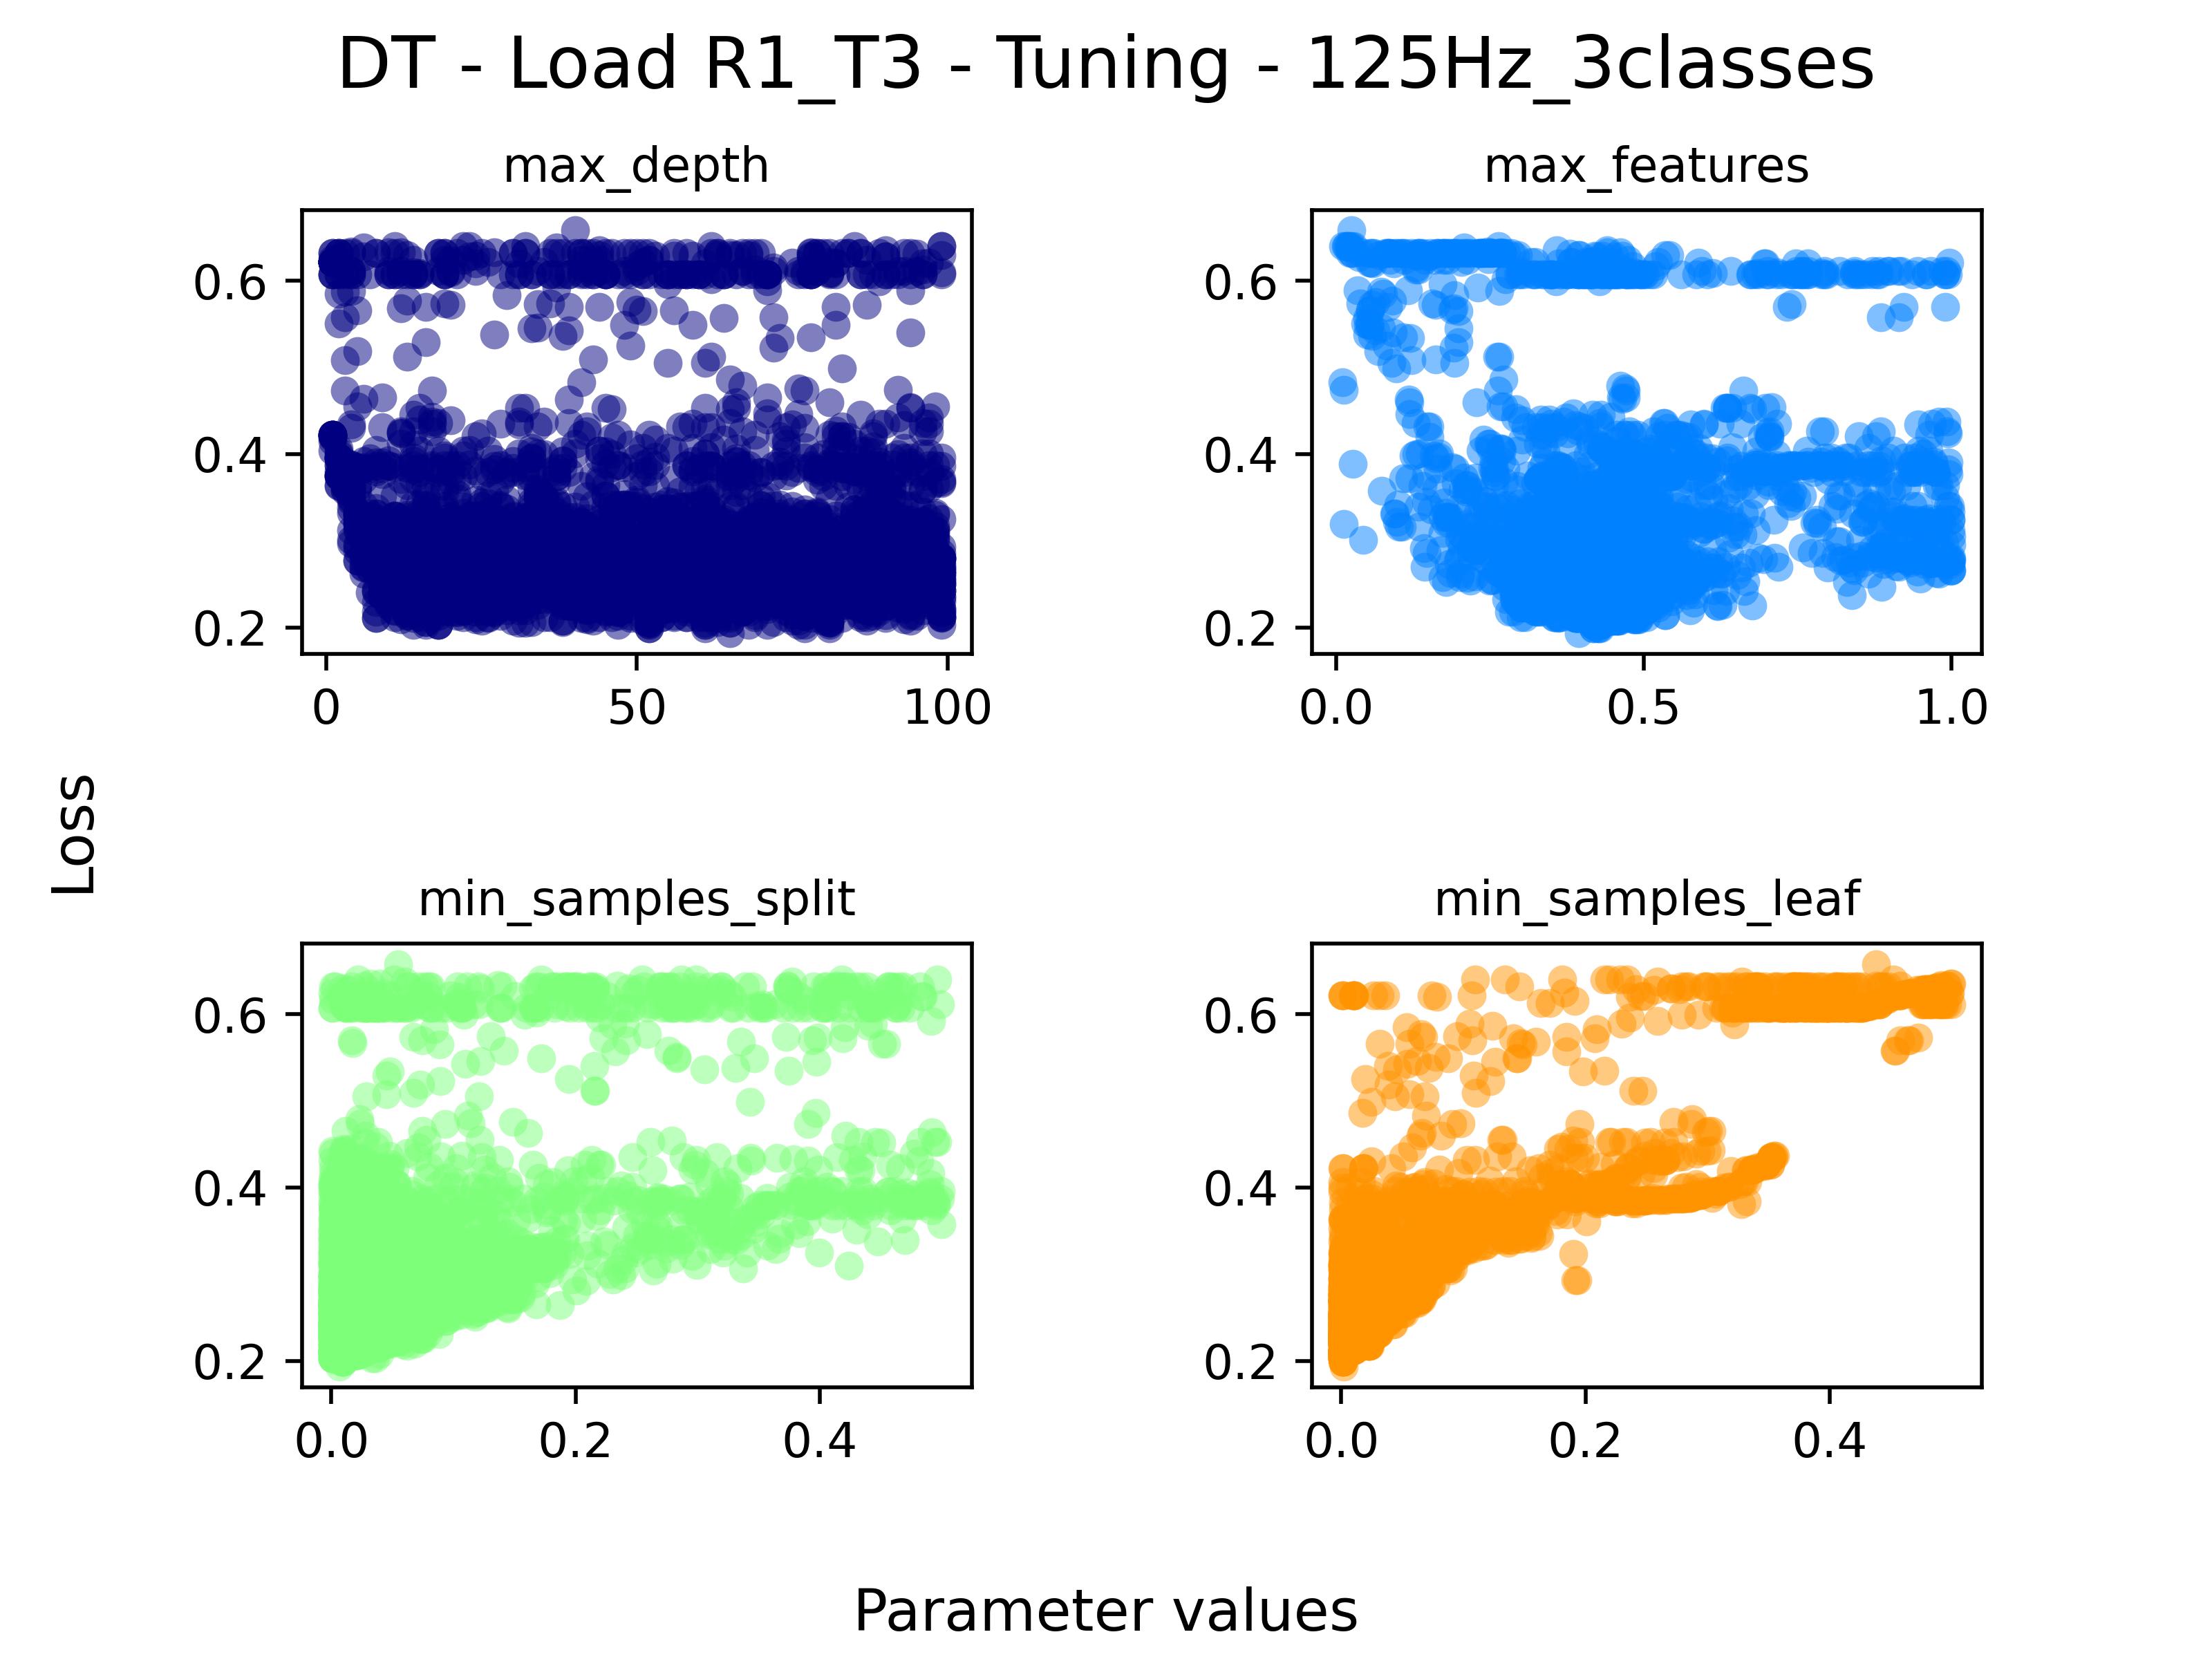 DT - Load R1_T3 - Tuning - 125Hz_3classes
max_depth
0.6
0.4
0.2
0 50 100
max_features
0.6
0.4
0.2
0.0 0.5 1.0
Loss
min_samples_split
0.6
0.4
0.2
0.0 0.2 0.4
min_samples_leaf
0.6
0.4
0.2
0.0 0.2 0.4
Parameter values